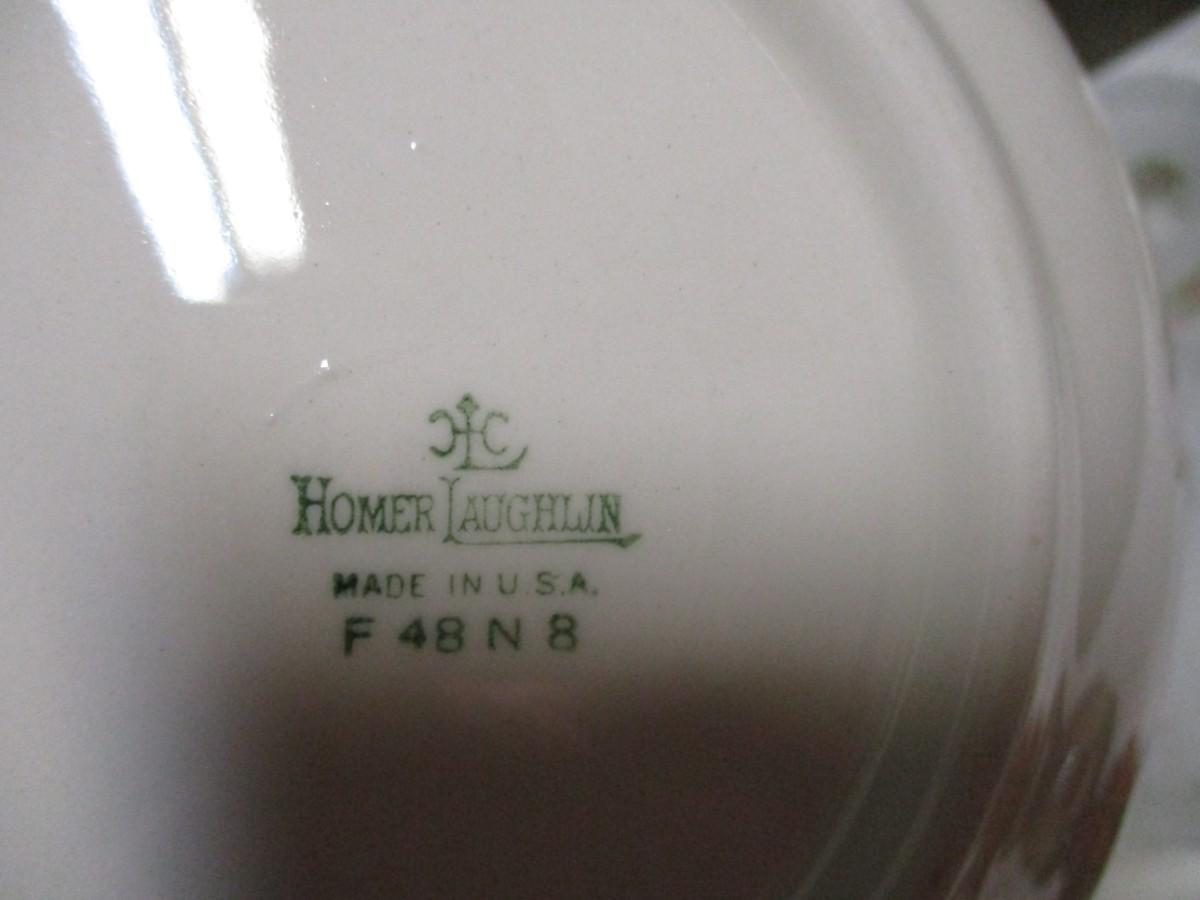 HLC
HOMER LAUGHLIN
MADE IN U.S.A.
F 48 N 8